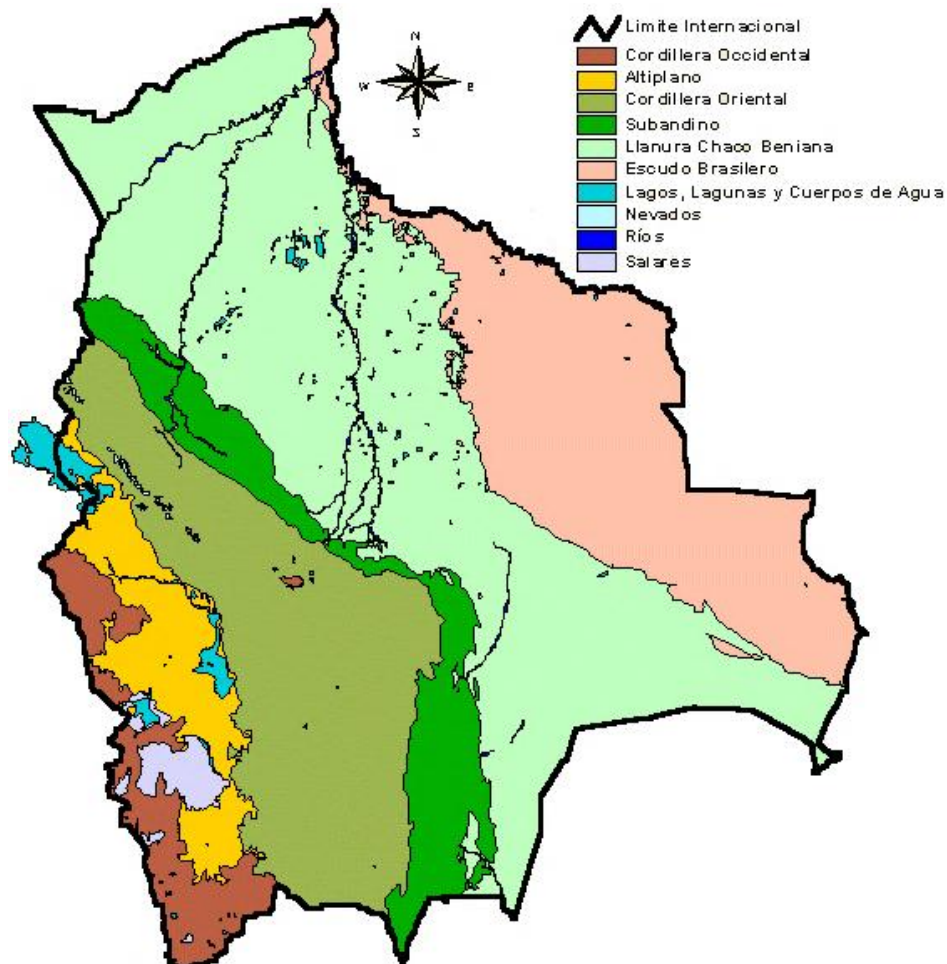 N
W
E
S
Limite Internacional
Cordillera Occidental
Altiplano
Cordillera Oriental
Subandino
Llanura Chaco Beniana
Escudo Brasilero
Lagos, Lagunas y Cuerpos de Agua
Nevados
Ríos
Salares